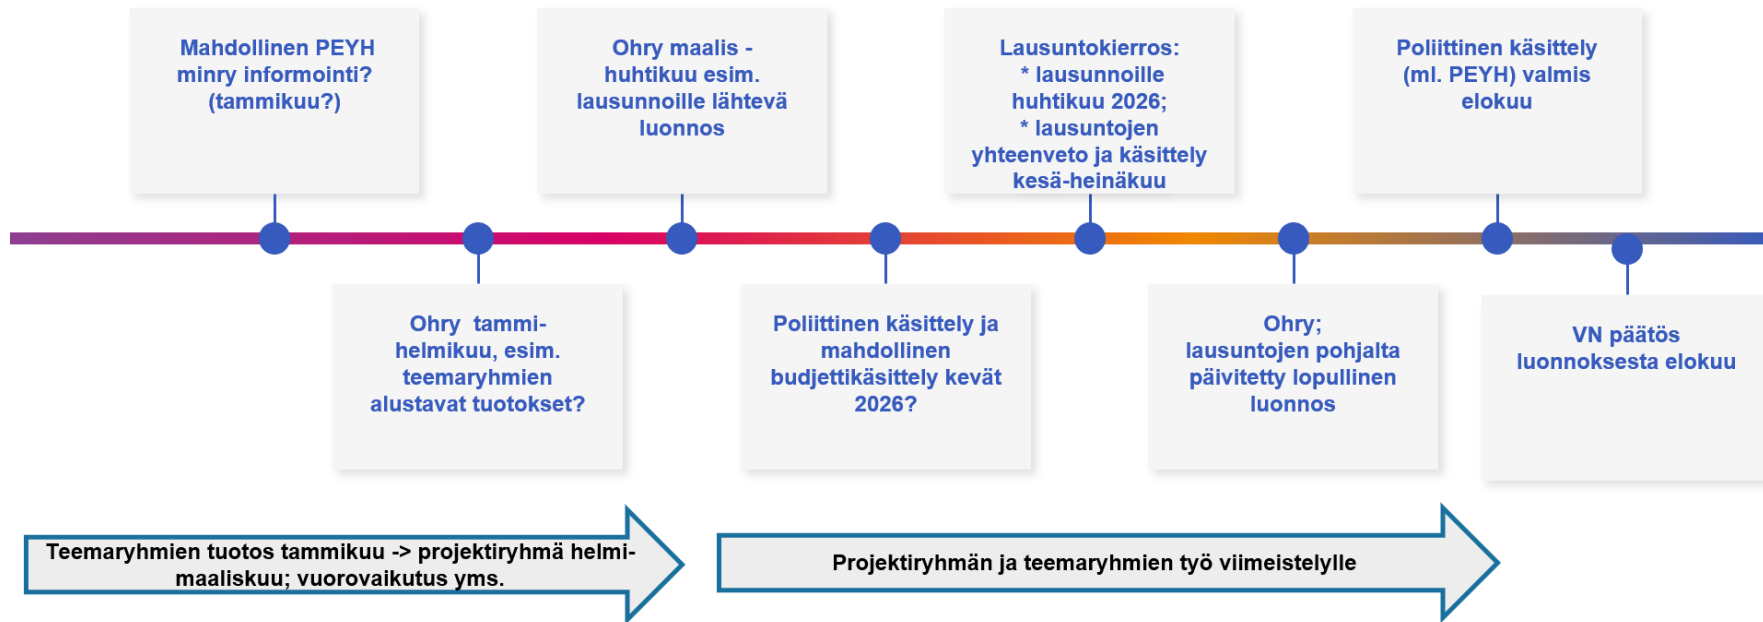 Mahdollinen PEYH
minry informointi?
(tammikuu?)
Ohry maalis -
huhtikuu esim.
lausunnoille lähtevä
luonnos
Lausuntokierros:
* lausunnoille
huhtikuu 2026;
* lausuntojen
yhteenveto ja käsittely
kesä-heinäkuu
Poliittinen käsittely
(ml. PEYH) valmis
elokuu
Ohry tammi-
helmikuu, esim.
teemaryhmien
alustavat tuotokset?
Poliittinen käsittely ja
mahdollinen
budjettikäsittely kevät
2026?
Ohry;
lausuntojen pohjalta
päivitetty lopullinen
luonnos
VN päätös
luonnoksesta elokuu
Teemaryhmien tuotos tammikuu -> projektiryhmä helmi-
maaliskuu; vuorovaikutus yms.
Projektiryhmän ja teemaryhmien työ viimeistelylle